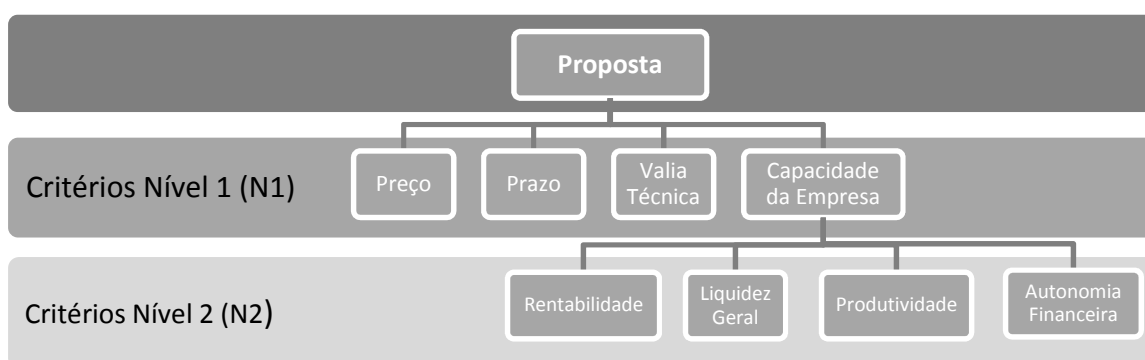 Proposta
Critérios Nível 1 (N1)
Preço
Prazo
Valia
Técnica
Capacidade
da Empresa
Critérios Nível 2 (N2)
Rentabilidade
Liquidez
Geral
Produtividade
Autonomia
Financeira